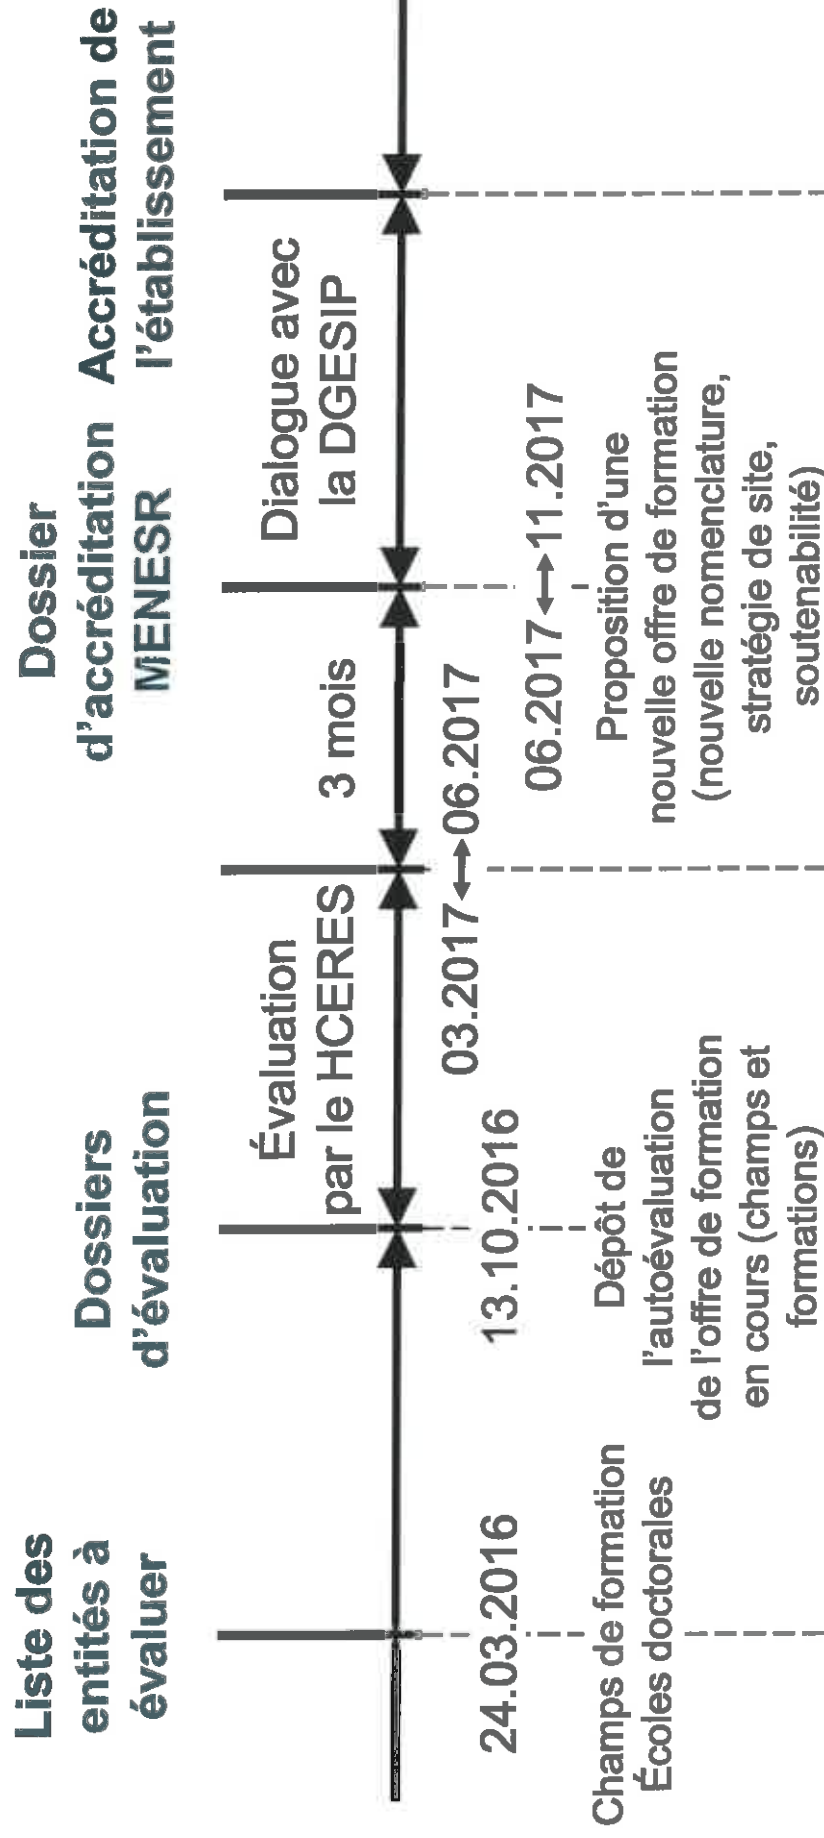 Liste des
entités à
évaluer
Dossiers
d'évaluation
Dossier
d'accréditation
MENESR
Accréditation de
l'établissement
Évaluation
par le HCERES
3 mois
Dialogue avec
la DGESIP
24.03.2016
Champs de formation
Écoles doctorales
13.10.2016
Dépôt de
l'autoévaluation
de l'offre de formation
en cours (champs et
formations)
03.2017↔06.2017
06.2017↔11.2017
Proposition d'une
nouvelle offre de formation
(nouvelle nomenclature,
stratégie de site,
soutenabilité)